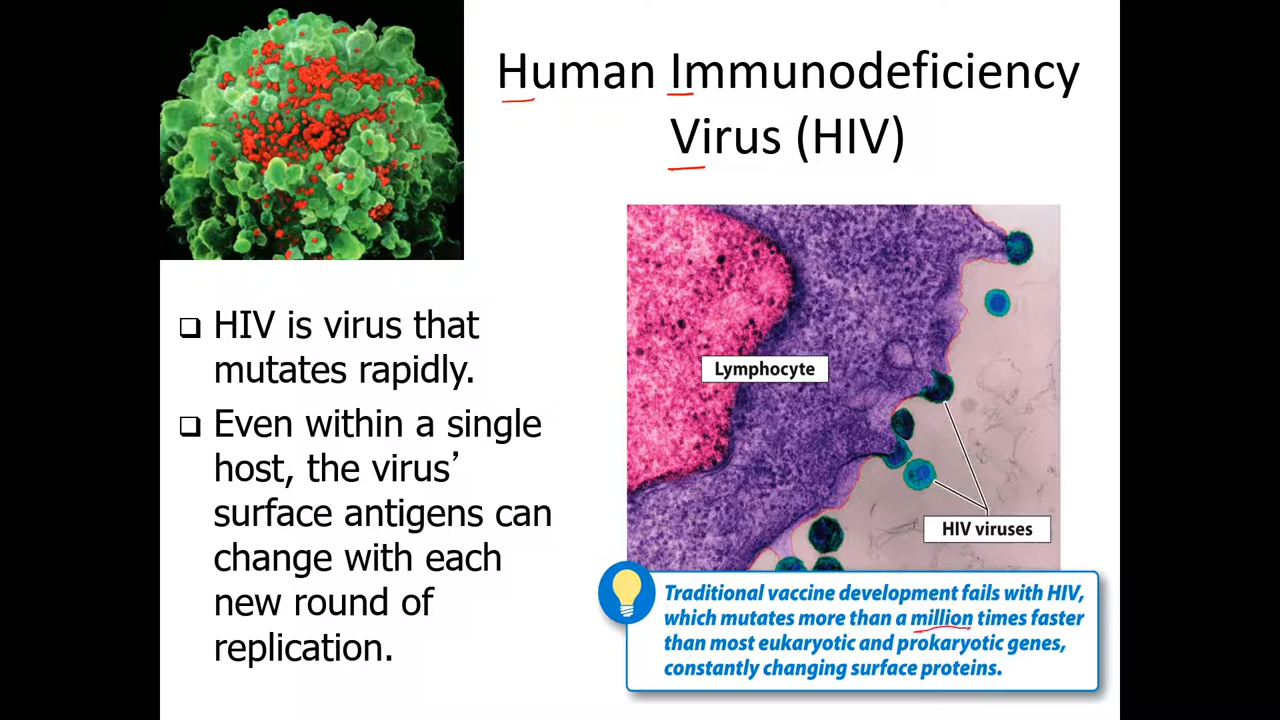 Human Immunodeficiency
Virus (HIV)
❑ HIV is virus that
mutates rapidly.
❑ Even within a single
host, the virus’
surface antigens can
change with each
new round of
replication.
Lymphocyte
HIV viruses
Traditional vaccine development fails with HIV,
which mutates more than a million times faster
than most eukaryotic and prokaryotic genes,
constantly changing surface proteins.